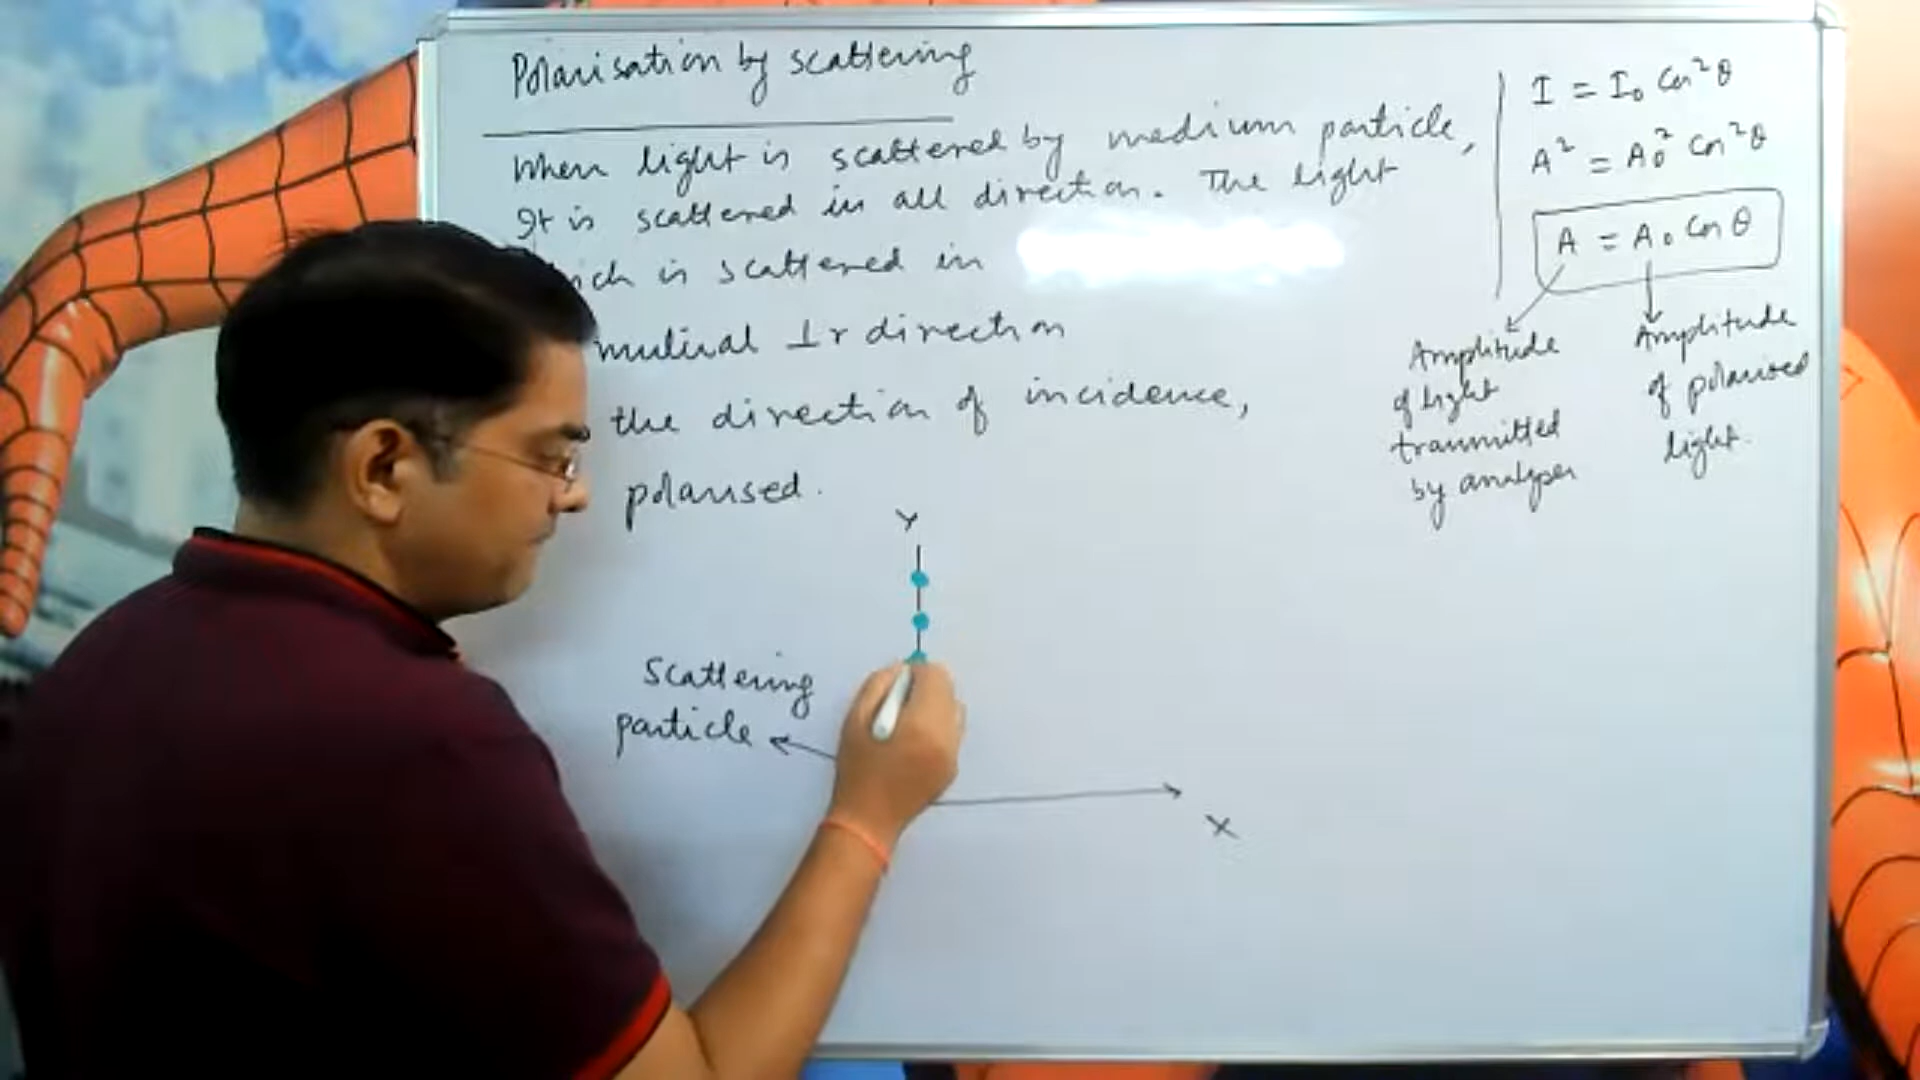 Polarisation by scattering
When light is scattered by medium particle,
It is scattered in all direction. The light
ich is scattered in
mutual ⊥r direction
the direction of incidence,
polarised.
Y
Scattering
particle
X
I = I₀ Cos²θ
A² = A₀² Cos²θ
A = A₀ Cosθ
Amplitude
of light
transmitted
by analyser
Amplitude
of polarised
light.